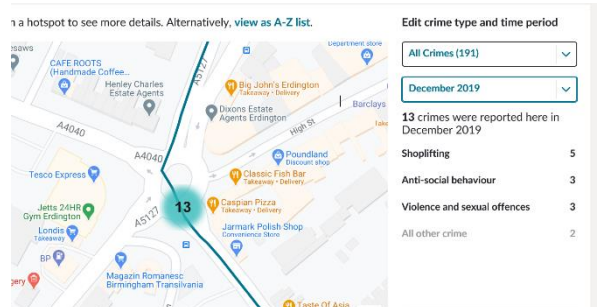 n a hotspot to see more details. Alternatively, view as A-Z list.
Edit crime type and time period
All Crimes (191)
December 2019
13 crimes were reported here in
December 2019
Shoplifting 5
Anti-social behaviour 3
Violence and sexual offences 3
All other crime 2
esaws
CAFE ROOTS
(Handmade Coffee...
Henley Charles
Estate Agents
A5127
Department store
Big John's Erdington
Takeaway • Delivery
Dixons Estate
Agents Erdington
Barclays
High St
A4040
A4040
Poundland
Discount shop
Classic Fish Bar
Takeaway • Delivery
Tesco Express
13
Caspian Pizza
Takeaway • Delivery
Jetts 24HR
Gym Erdington
A5127
Londis
Takeaway
Jarmark Polish Shop
Convenience Store
BP
Magazin Romanesc
Birmingham Transilvania
ery
Taste Of Asia